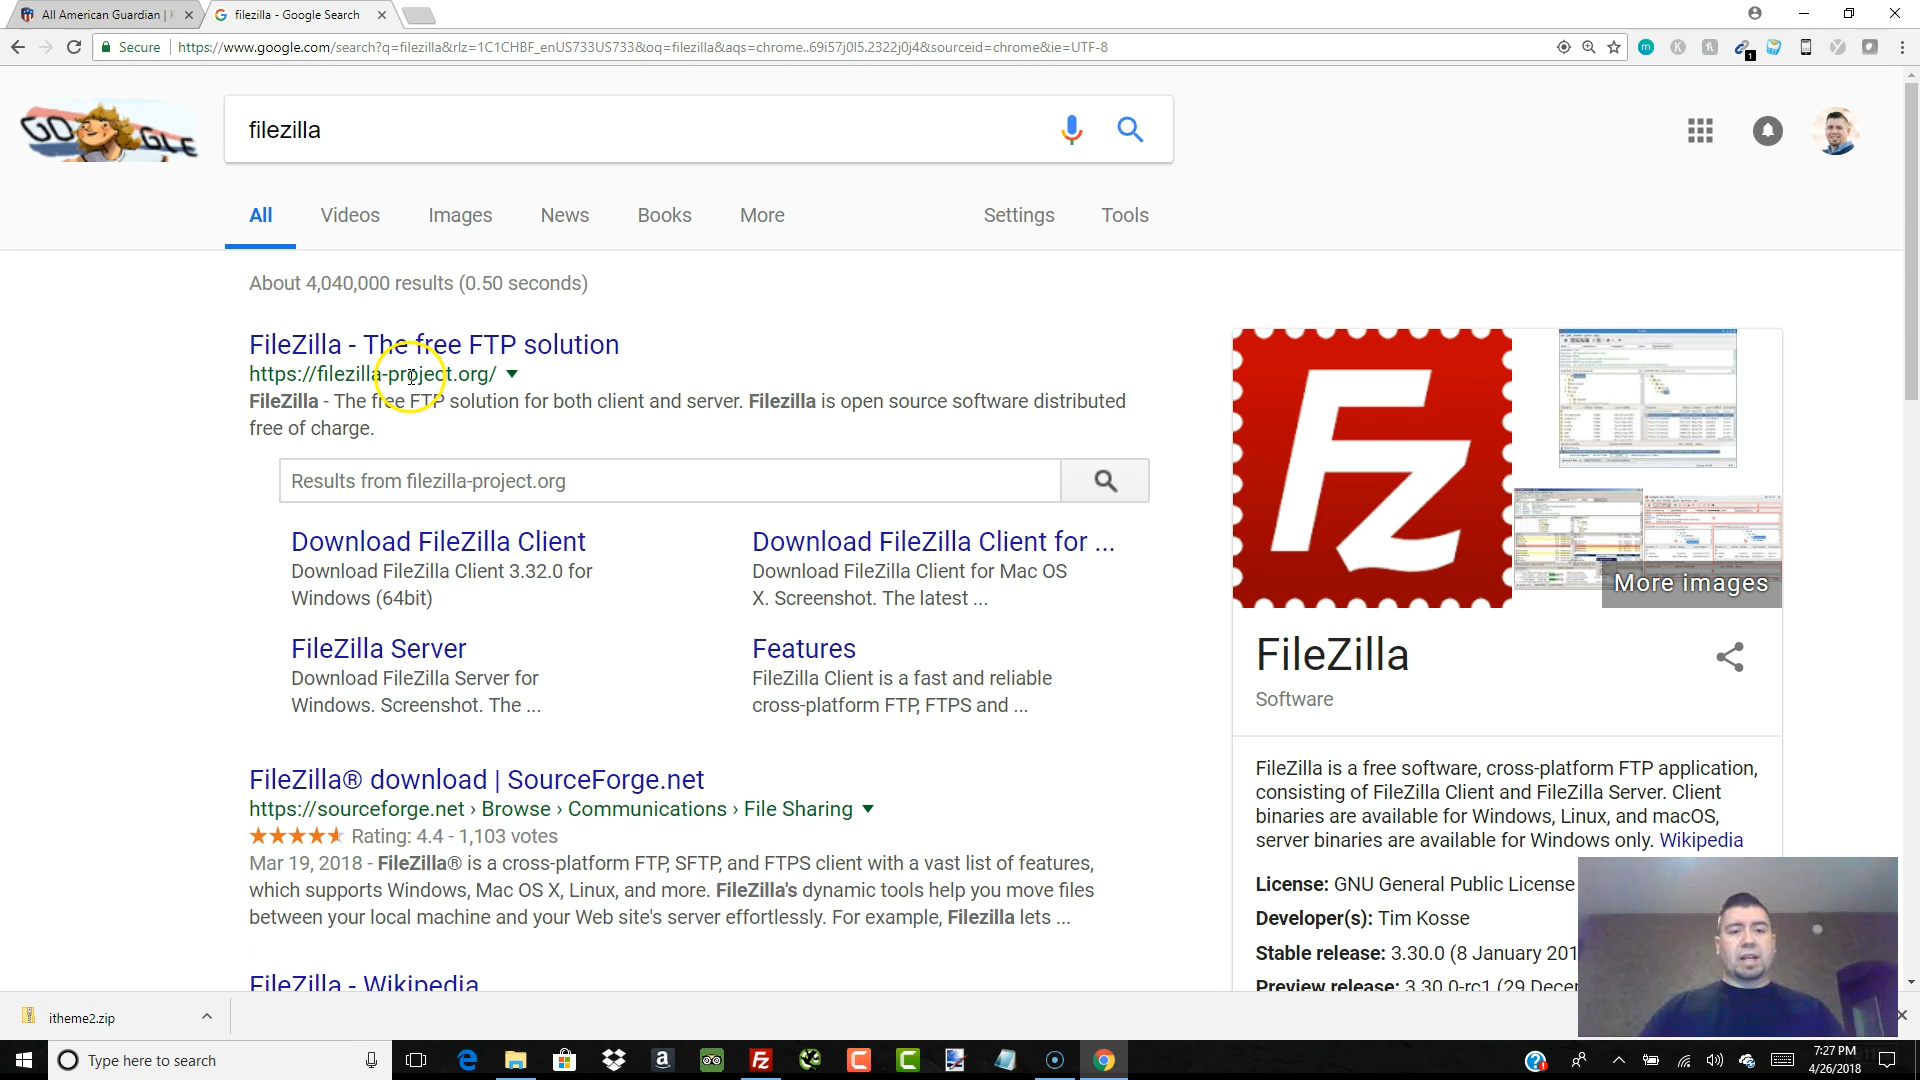 All American Guardian |
filezilla - Google Search
Secure
https://www.google.com/search?q=filezilla&rlz=1C1CHBF_enUS733US733&oq=filezilla&aqs=chrome..69i57j0l5.2322j0j4&sourceid=chrome&ie=UTF-8
GOOGLE
filezilla
All
Videos
Images
News
Books
More
Settings
Tools
About 4,040,000 results (0.50 seconds)
FileZilla - The free FTP solution
https://filezilla-project.org/
FileZilla - The free FTP solution for both client and server. Filezilla is open source software distributed
free of charge.
Results from filezilla-project.org
Download FileZilla Client
Download FileZilla Client 3.32.0 for
Windows (64bit)
Download FileZilla Client for ...
Download FileZilla Client for Mac OS
X. Screenshot. The latest ...
FileZilla Server
Download FileZilla Server for
Windows. Screenshot. The ...
Features
FileZilla Client is a fast and reliable
cross-platform FTP, FTPS and ...
FileZilla® download | SourceForge.net
https://sourceforge.net › Browse › Communications › File Sharing
Rating: 4.4 - 1,103 votes
Mar 19, 2018 - FileZilla® is a cross-platform FTP, SFTP, and FTPS client with a vast list of features,
which supports Windows, Mac OS X, Linux, and more. FileZilla's dynamic tools help you move files
between your local machine and your Web site's server effortlessly. For example, Filezilla lets ...
FileZilla - Wikipedia
Fz
More images
FileZilla
Software
FileZilla is a free software, cross-platform FTP application,
consisting of FileZilla Client and FileZilla Server. Client
binaries are available for Windows, Linux, and macOS,
server binaries are available for Windows only. Wikipedia
License: GNU General Public License
Developer(s): Tim Kosse
Stable release: 3.30.0 (8 January 201
Preview release: 3.30.0-rc1 (29 Decem
itheme2.zip
Type here to search
7:27 PM
4/26/2018